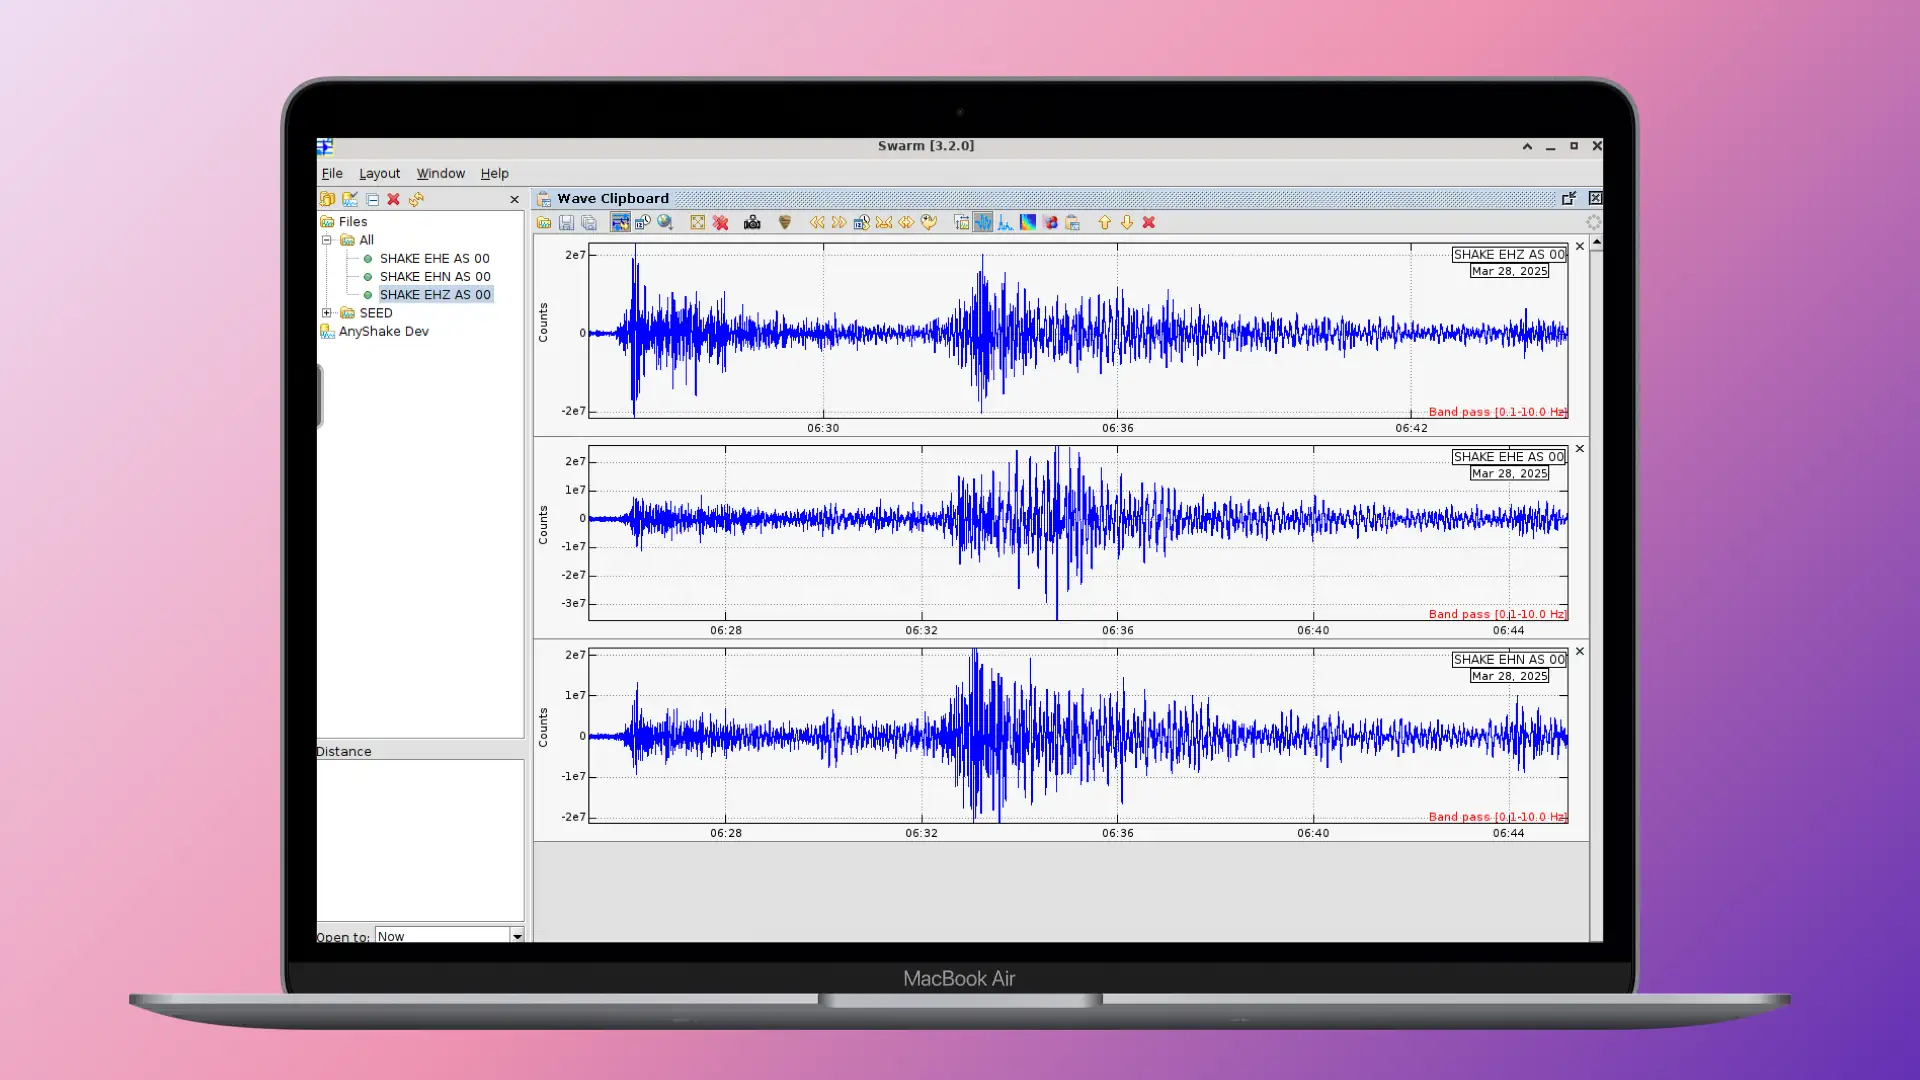 Swarm [3.2.0]
File Layout Window Help
Files
All
SHAKE EHE AS 00
SHAKE EHN AS 00
SHAKE EHZ AS 00
SEED
AnyShake Dev
Distance
Open to: Now
Wave Clipboard
2e7
0
-2e7
Counts
SHAKE EHZ AS 00
Mar 28, 2025
Band pass [0.1-10.0 Hz]
06:30 06:36 06:42
2e7
1e7
0
-1e7
-2e7
-3e7
Counts
SHAKE EHE AS 00
Mar 28, 2025
Band pass [0.1-10.0 Hz]
06:28 06:32 06:36 06:40 06:44
2e7
1e7
0
-1e7
-2e7
Counts
SHAKE EHN AS 00
Mar 28, 2025
Band pass [0.1-10.0 Hz]
06:28 06:32 06:36 06:40 06:44
MacBook Air